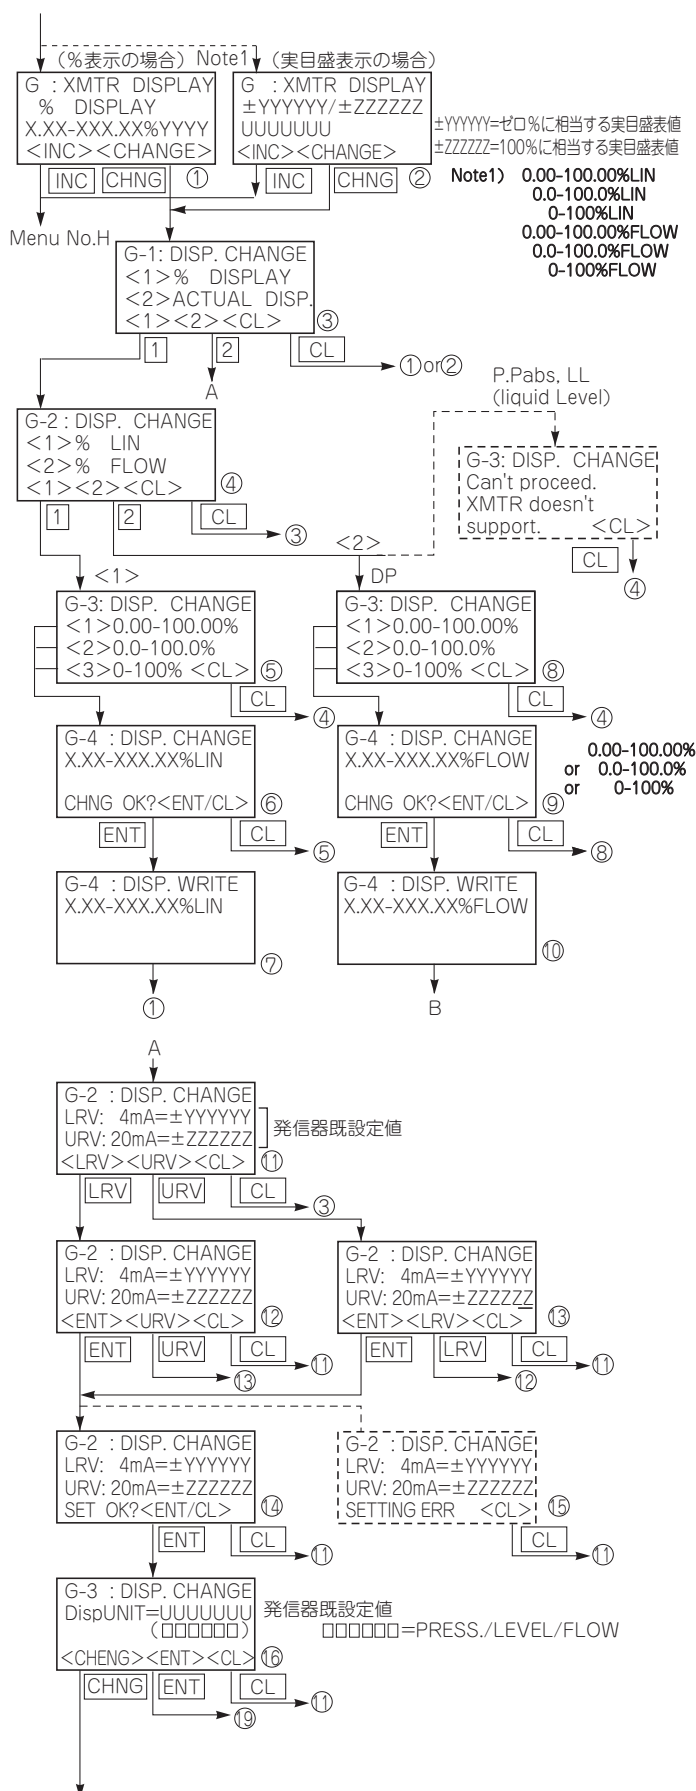 (%表示の場合) Note1 (実目盛表示の場合)
G : XMTR DISPLAY
% DISPLAY
X.XX-XXX.XX%YYYY
<INC><CHANGE>
①
G : XMTR DISPLAY
±YYYYYY/±ZZZZZZ
UUUUUUU
<INC><CHANGE>
②
±YYYYYY=ゼロ%に相当する実目盛表値
±ZZZZZZ=100%に相当する実目盛表値
INC CHNG
INC CHNG
Note1) 0.00-100.00%LIN
0.0-100.0%LIN
0-100%LIN
0.00-100.00%FLOW
0.0-100.0%FLOW
0-100%FLOW
Menu No.H
G-1: DISP. CHANGE
<1>% DISPLAY
<2>ACTUAL DISP.
<1><2><CL>
③
1 2 CL
①or②
A
P.Pabs, LL
(liquid Level)
G-2 : DISP. CHANGE
<1>% LIN
<2>% FLOW
<1><2><CL>
④
1 2 CL
③
G-3: DISP. CHANGE
Can't proceed.
XMTR doesn't
support. <CL>
CL
④
<1>
<2>
DP
G-3: DISP. CHANGE
<1>0.00-100.00%
<2>0.0-100.0%
<3>0-100% <CL>
⑤
CL
④
G-3: DISP. CHANGE
<1>0.00-100.00%
<2>0.0-100.0%
<3>0-100% <CL>
⑧
CL
④
G-4 : DISP. CHANGE
X.XX-XXX.XX%LIN
CHNG OK?<ENT/CL>
⑥
ENT CL
⑤
G-4 : DISP. CHANGE
X.XX-XXX.XX%FLOW
CHNG OK?<ENT/CL>
⑨
ENT CL
⑧
0.00-100.00%
or 0.0-100.0%
or 0-100%
G-4 : DISP. WRITE
X.XX-XXX.XX%LIN
⑦
①
G-4 : DISP. WRITE
X.XX-XXX.XX%FLOW
⑩
B
A
G-2 : DISP. CHANGE
LRV: 4mA=±YYYYYY
URV: 20mA=±ZZZZZZ
<LRV><URV><CL>
⑪
発信器既設定値
LRV URV CL
③
G-2 : DISP. CHANGE
LRV: 4mA=±YYYYYY
URV: 20mA=±ZZZZZZ
<ENT><URV><CL>
⑫
ENT URV CL
⑪
⑬
G-2 : DISP. CHANGE
LRV: 4mA=±YYYYYY
URV: 20mA=±ZZZZZZ
<ENT><LRV><CL>
⑬
ENT LRV CL
⑪
⑫
G-2 : DISP. CHANGE
LRV: 4mA=±YYYYYY
URV: 20mA=±ZZZZZZ
SET OK?<ENT/CL>
⑭
ENT CL
⑪
G-2 : DISP. CHANGE
LRV: 4mA=±YYYYYY
URV: 20mA=±ZZZZZZ
SETTING ERR <CL>
⑮
CL
⑪
G-3 : DISP. CHANGE
DispUNIT=UUUUUUU
(□□□□□□)
<CHENG><ENT><CL>
⑯
発信器既設定値
□□□□□□=PRESS./LEVEL/FLOW
CHNG ENT CL
⑪
⑲